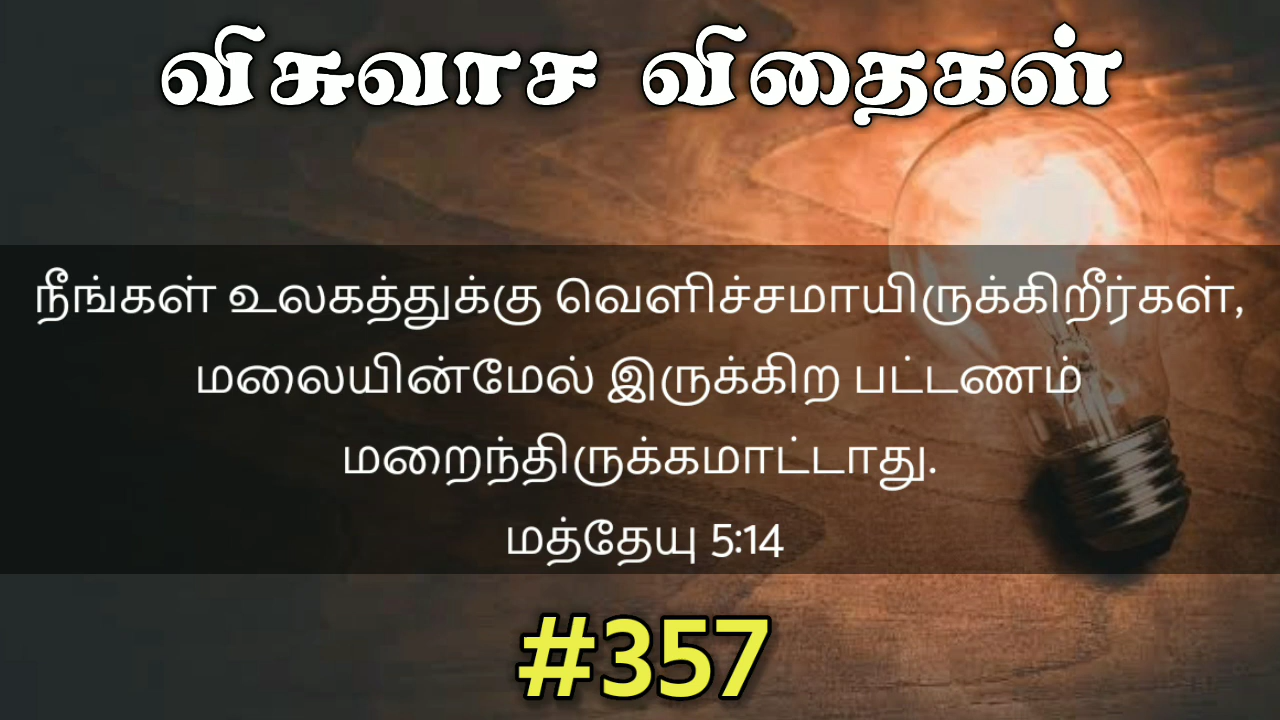 விசுவாச விதைகள்
நீங்கள் உலகத்துக்கு வெளிச்சமாயிருக்கிறீர்கள்,
மலையின்மேல் இருக்கிற பட்டணம்
மறைந்திருக்கமாட்டாது.
மத்தேயு 5:14
#357